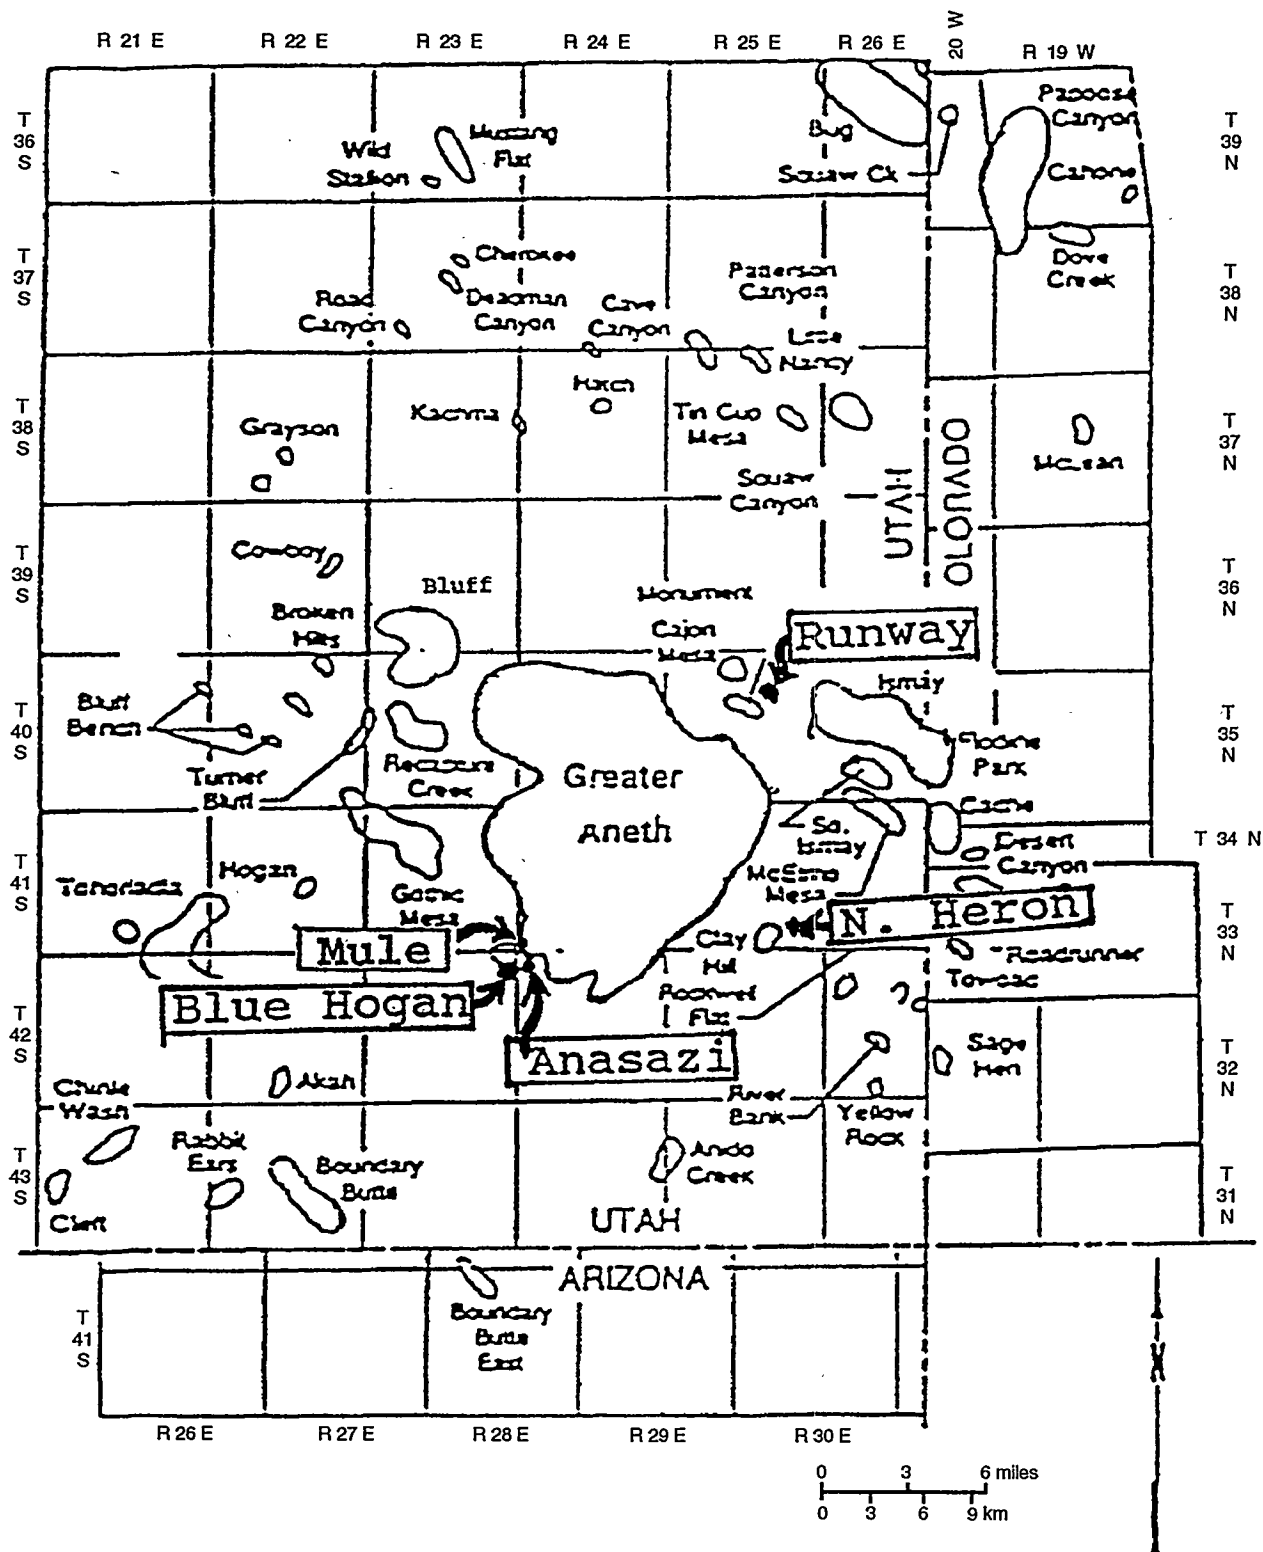 R 21 E
R 22 E
R 23 E
R 24 E
R 25 E
R 26 E
20 W
R 19 W
T
36
S
Wild
Stallion
Mustang
Flat
Bug
Squaw Ck
Papoose
Canyon
Cahone
T
39
N
T
37
S
Cherokee
Deadman
Canyon
Road
Canyon
Cave
Canyon
Patterson
Canyon
Lone
Nancy
Dove
Creek
T
38
N
T
38
S
Grayson
Kachina
Hatch
Tin Cup
Mesa
Squaw
Canyon
UTAH
OLORADO
McLean
T
37
N
T
39
S
Cowboy
Broken
Hills
Bluff
Monument
Cajon
Mesa
Runway
T
36
N
T
40
S
Bluff
Bench
Turner
Bluff
Recapture
Creek
Greater
Aneth
Ismay
Flodine
Park
Cache
T
35
N
So.
Ismay
Desert
Canyon
T 34 N
T
41
S
Tohonadla
Hogan
Gothic
Mesa
McElmo
Mesa
N. Heron
Mule
Clay
Hill
Roadrunner
Towaoc
T
33
N
Blue Hogan
Rockwell
Flat
T
42
S
Anasazi
Sage
Hen
T
32
N
Chinle
Wash
Akah
River
Bank
Yellow
Rock
T
43
S
Rabbit
Ears
Boundary
Butte
Anido
Creek
Cleft
UTAH
T
31
N
ARIZONA
T
41
S
Boundary
Butte
East
R 26 E
R 27 E
R 28 E
R 29 E
R 30 E
0 3 6 miles
0 3 6 9 km